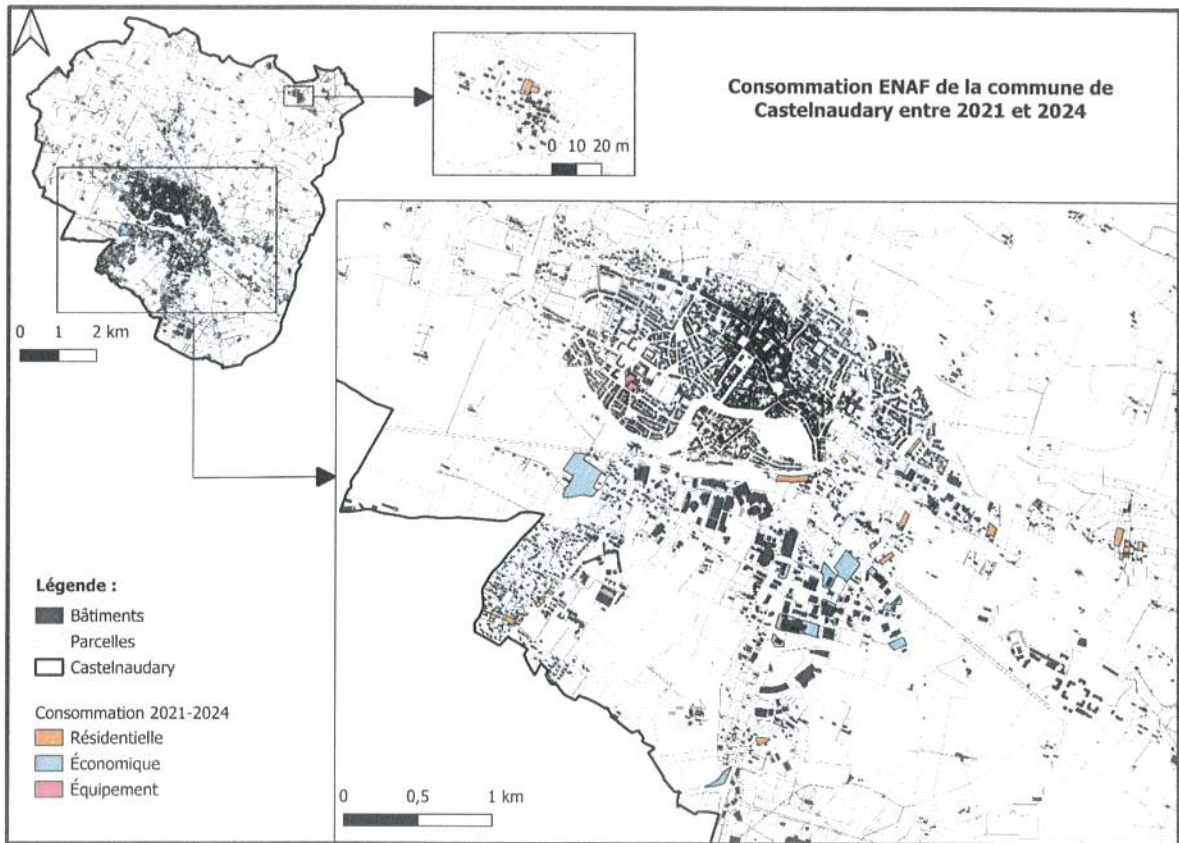 Consommation ENAF de la commune de
Castelnaudary entre 2021 et 2024
0 10 20 m
0 1 2 km
Légende :
Bâtiments
Parcelles
Castelnaudary
Consommation 2021-2024
Résidentielle
Économique
Équipement
0 0,5 1 km